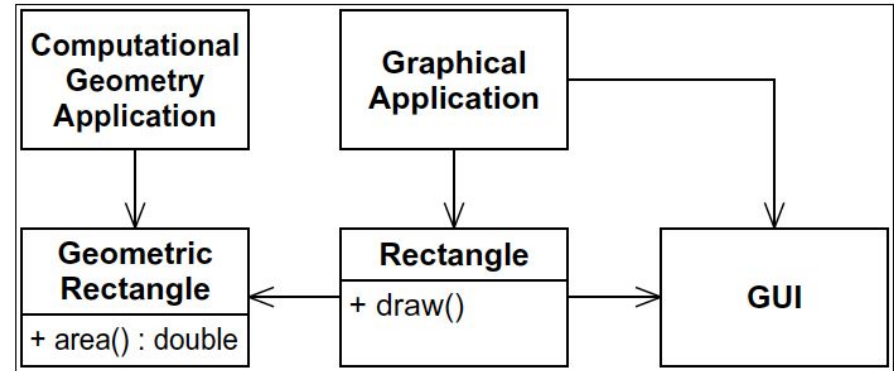 Computational
Geometry
Application
Graphical
Application
Geometric
Rectangle
+ area() : double
Rectangle
+ draw()
GUI